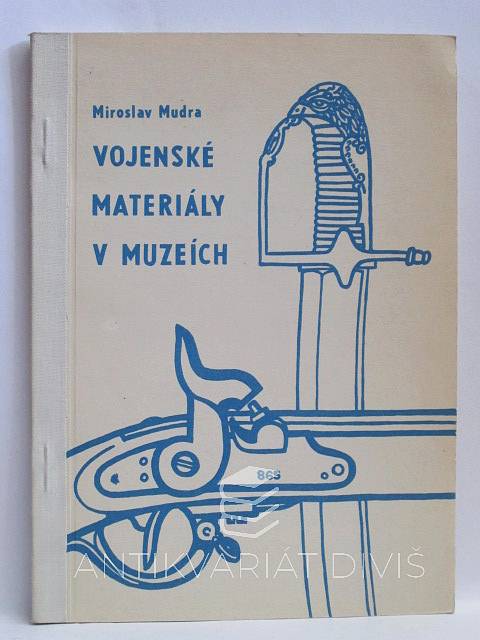 Miroslav Mudra
VOJENSKÉ
MATERIÁLY
V MUZEÍCH
865
ANTIKVARIÁT DIVIŠ